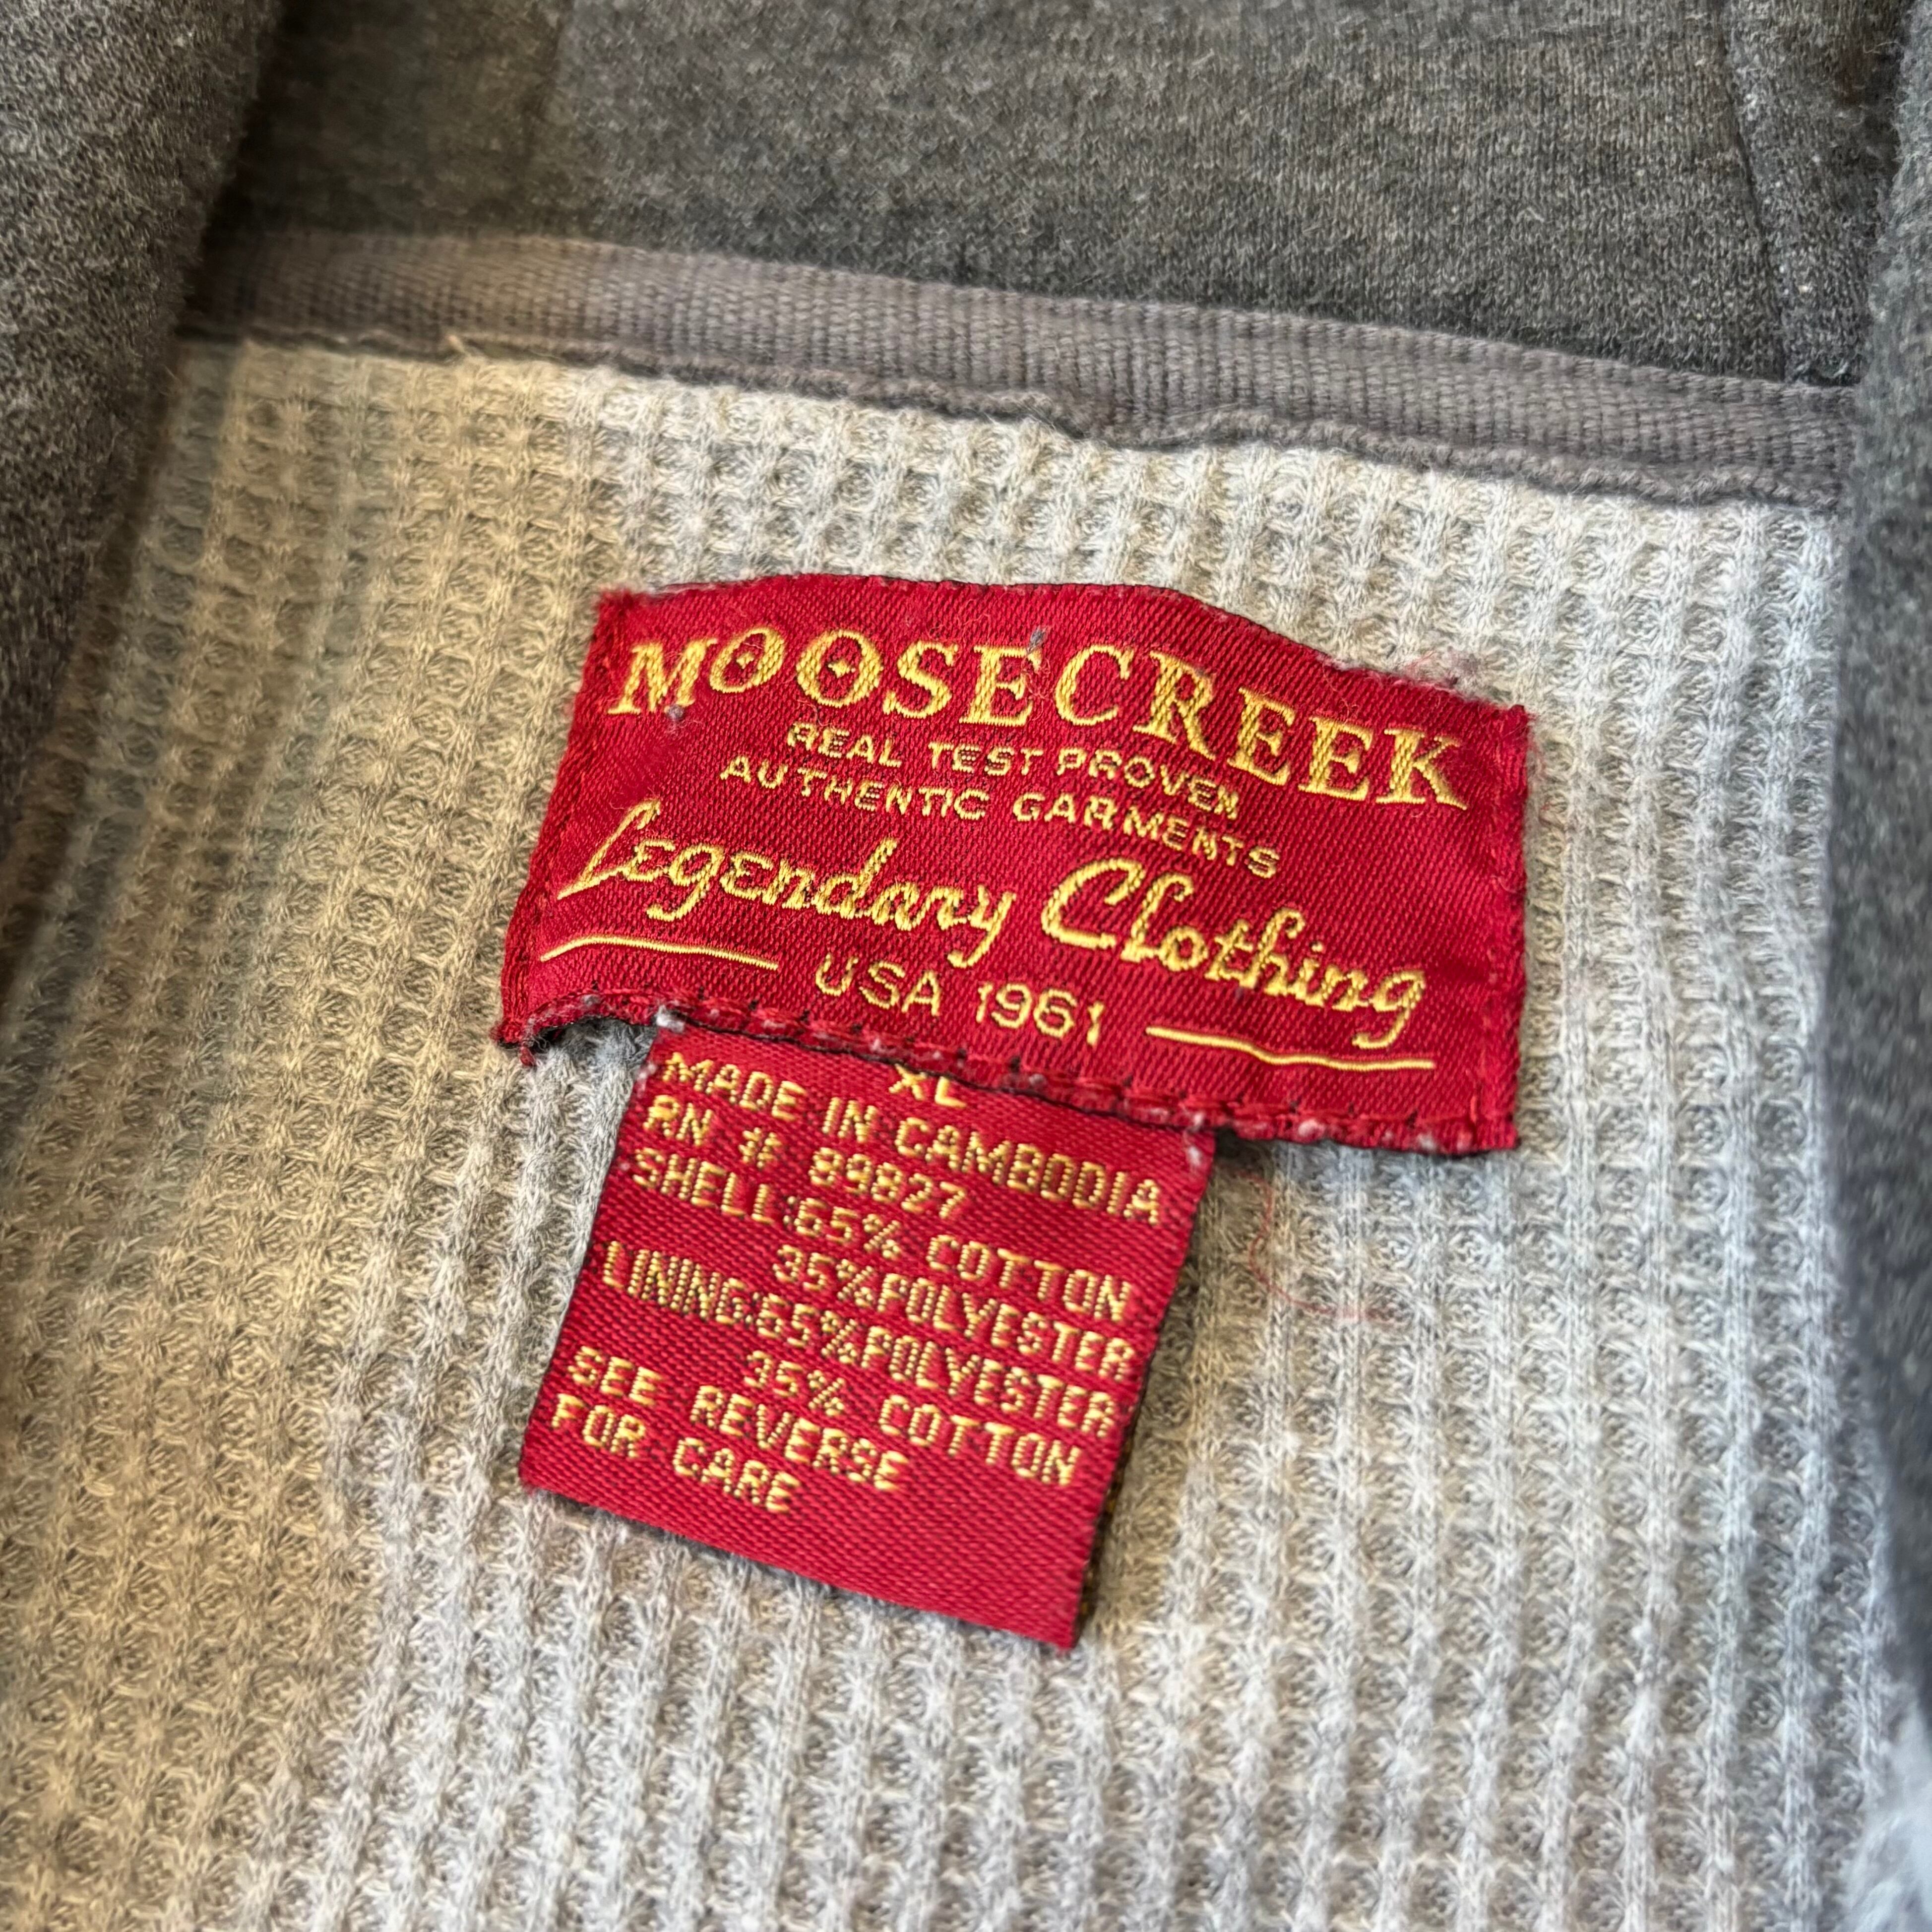 MOOSECREEK
REAL TEST PROVEN
AUTHENTIC GARMENTS
Legendary Clothing
USA 1961
XL
MADE IN CAMBODIA
RN # 89827
SHELL:65% COTTON
35%POLYESTER
LINING:65%POLYESTER
35% COTTON
SEE REVERSE
FOR CARE